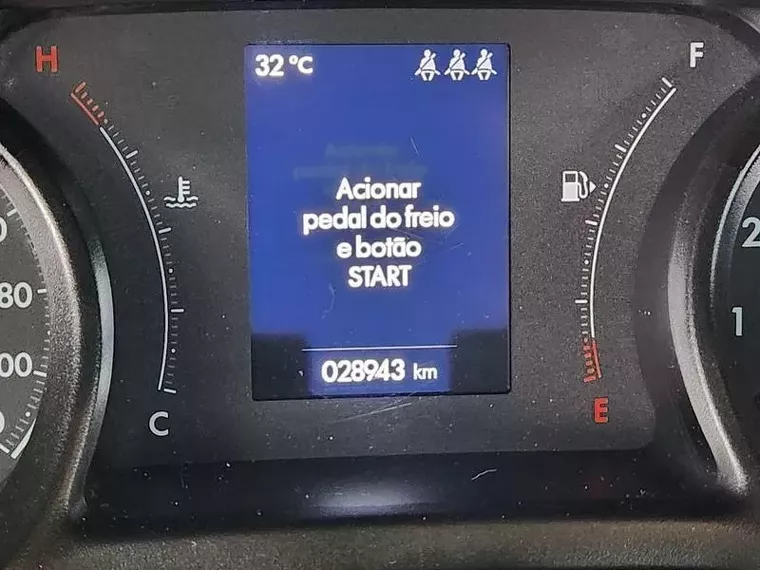 H
32 °C
F
Acionar
pedal do freio
e botão
START
80
00
2
1
028943 km
C
E